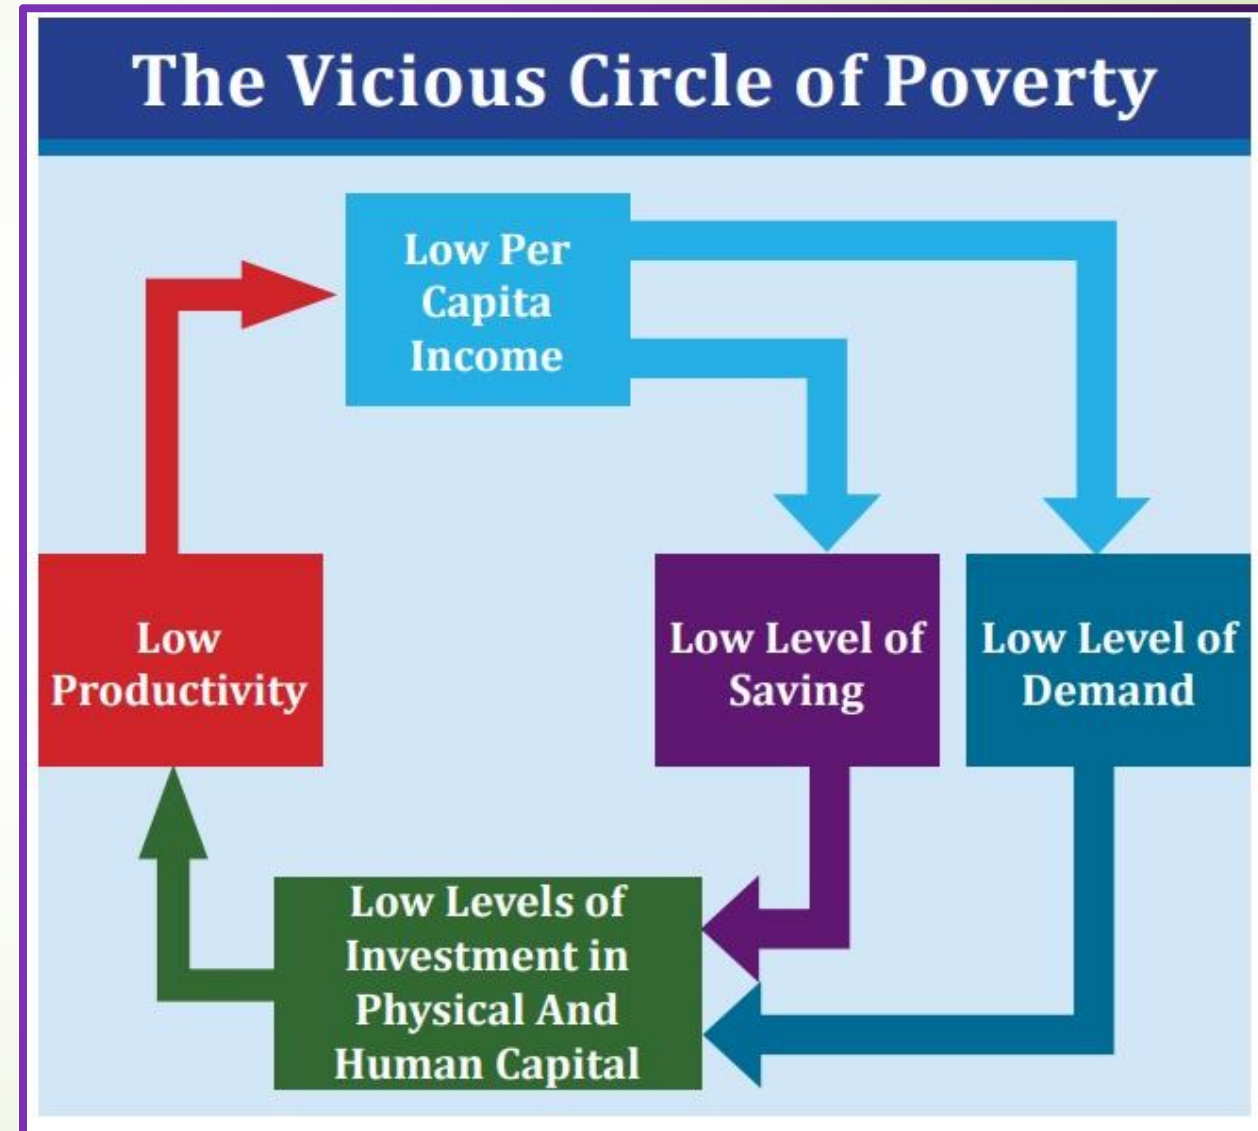 The Vicious Circle of Poverty
Low Per
Capita
Income
Low
Productivity
Low Level of
Saving
Low Level of
Demand
Low Levels of
Investment in
Physical And
Human Capital